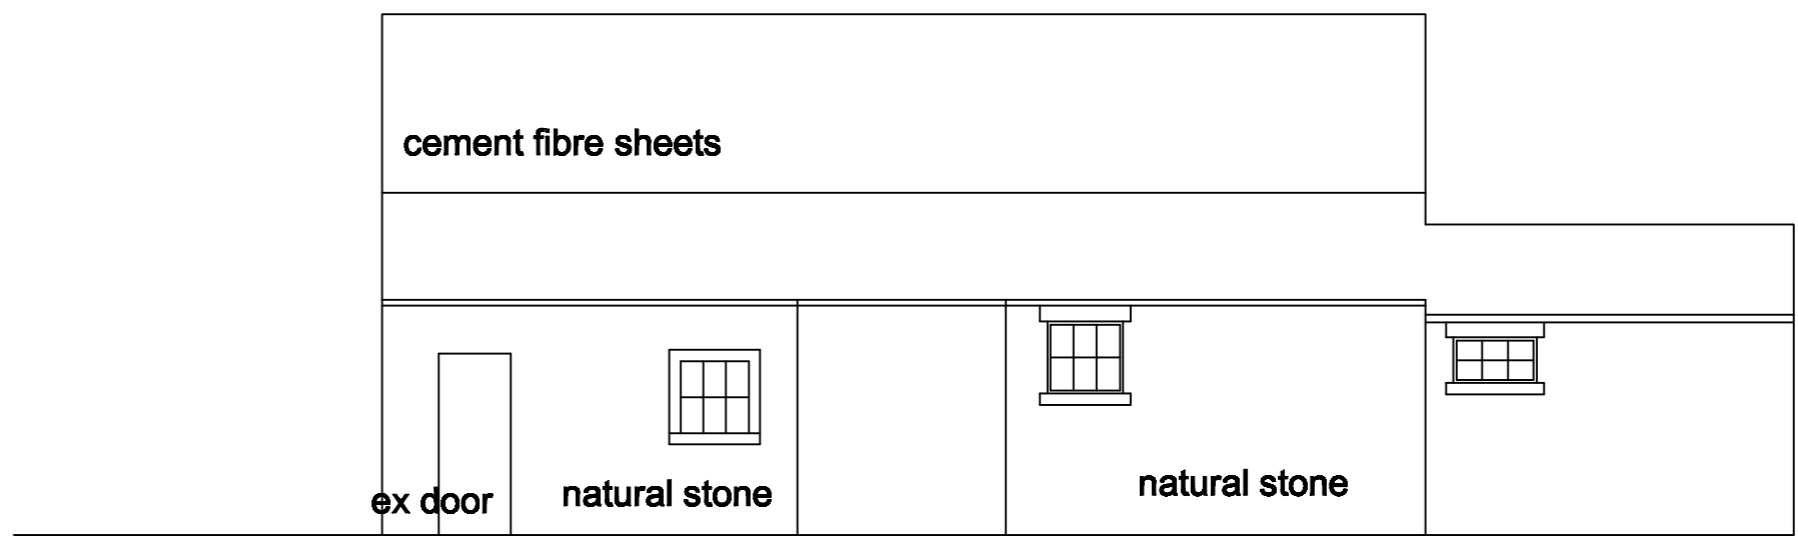 cement fibre sheets
ex door
natural stone
natural stone